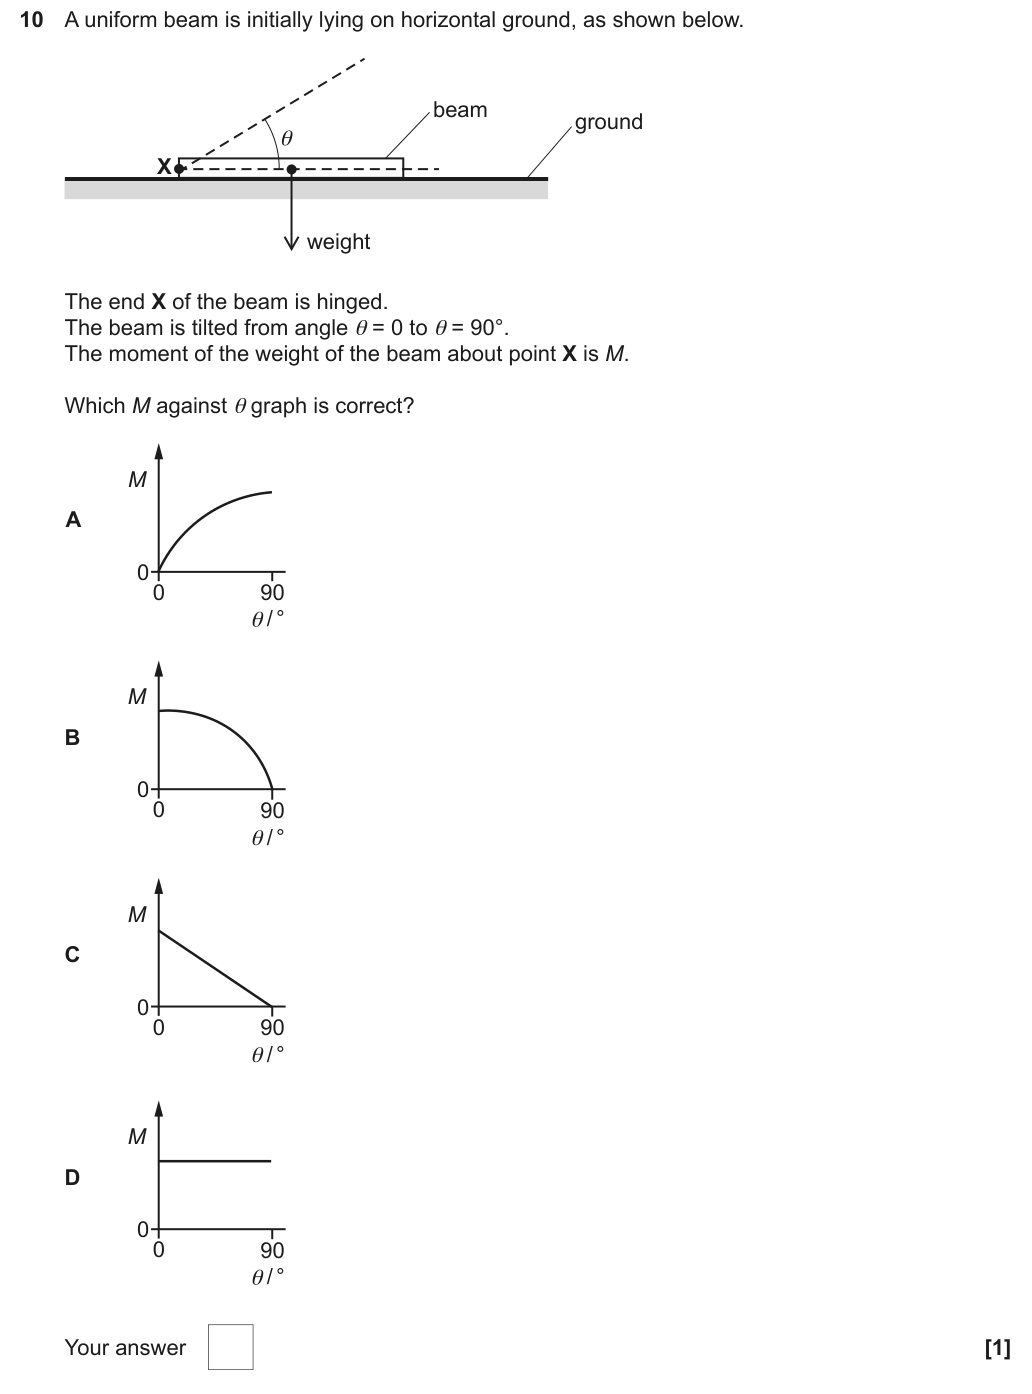 10 A uniform beam is initially lying on horizontal ground, as shown below.
beam
ground
θ
X
weight
The end X of the beam is hinged.
The beam is tilted from angle θ = 0 to θ = 90°.
The moment of the weight of the beam about point X is M.
Which M against θ graph is correct?
M
A
0
0 90
θ/°
M
B
0
0 90
θ/°
M
C
0
0 90
θ/°
M
D
0
0 90
θ/°
Your answer [1]